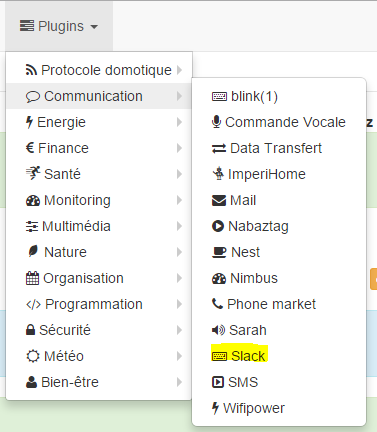 Plugins
Protocole domotique
Communication
Energie
Finance
Santé
Monitoring
Multimédia
Nature
Organisation
</> Programmation
Sécurité
Météo
Bien-être
blink(1)
Commande Vocale
Data Transfert
ImperiHome
Mail
Nabaztag
Nest
Nimbus
Phone market
Sarah
Slack
SMS
Wifipower
z